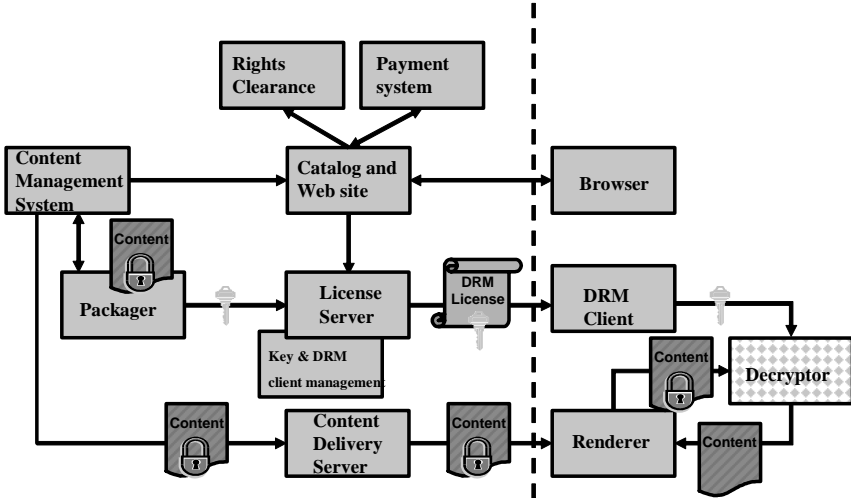 Rights
Clearance
Payment
system
Content
Management
System
Catalog and
Web site
Browser
Content
Packager
License
Server
DRM
License
DRM
Client
Key & DRM
client management
Content
Decryptor
Content
Content
Delivery
Server
Content
Renderer
Content